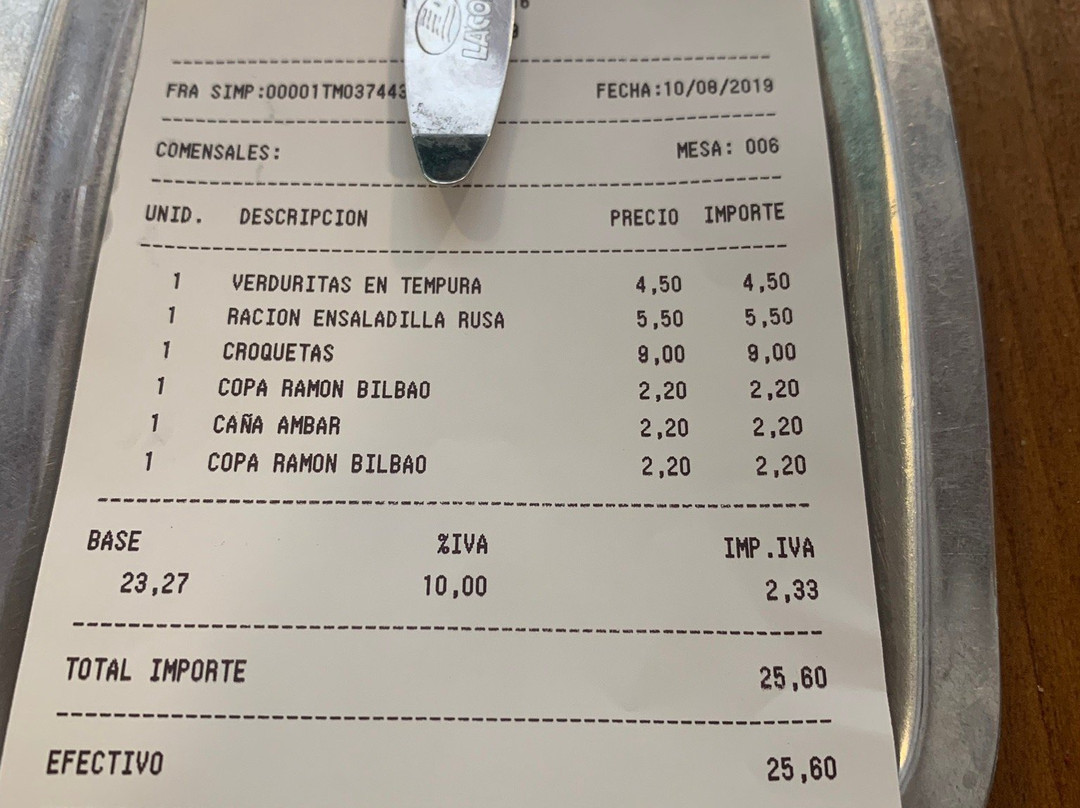 LACO
FRA SIMP:00001TM037443
FECHA:10/08/2019
COMENSALES:
MESA: 006
UNID. DESCRIPCION PRECIO IMPORTE
1 VERDURITAS EN TEMPURA 4,50 4,50
1 RACION ENSALADILLA RUSA 5,50 5,50
1 CROQUETAS 9,00 9,00
1 COPA RAMON BILBAO 2,20 2,20
1 CAÑA AMBAR 2,20 2,20
1 COPA RAMON BILBAO 2,20 2,20
BASE %IVA IMP.IVA
23,27 10,00 2,33
TOTAL IMPORTE 25,60
EFECTIVO 25,60